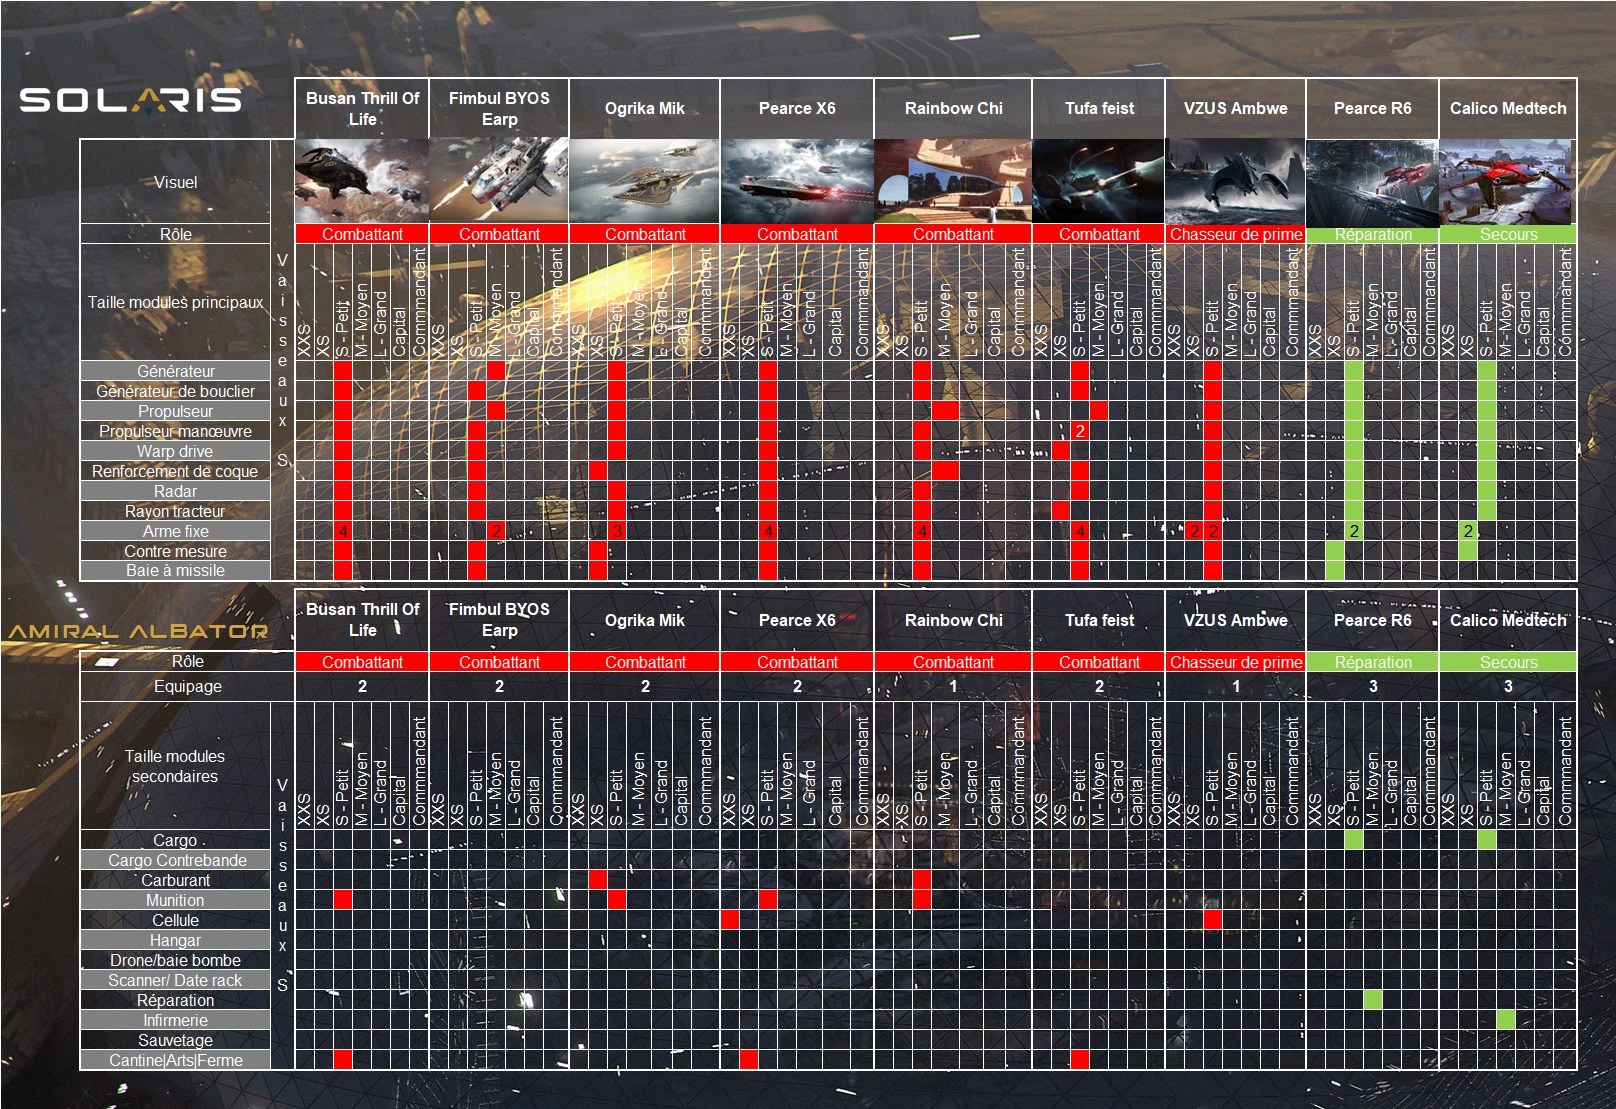 SOLARIS
Busan Thrill Of Life
Fimbul BYOS Earp
Ogrika Mik
Pearce X6
Rainbow Chi
Tufa feist
VZUS Ambwe
Pearce R6
Calico Medtech
Visuel
Vaisseaux S
Rôle
Combattant
Combattant
Combattant
Combattant
Combattant
Combattant
Chasseur de prime
Réparation
Secours
Taille modules principaux
XXS XS S - Petit M - Moyen L - Grand Capital Commmandant
XXS XS S - Petit M - Moyen L - Grand Capital Commmandant
XXS XS S - Petit M - Moyen L - Grand Capital Commmandant
XXS XS S - Petit M - Moyen L - Grand Capital Commmandant
XXS XS S - Petit M - Moyen L - Grand Capital Commmandant
XXS XS S - Petit M - Moyen L - Grand Capital Commmandant
XXS XS S - Petit M - Moyen L - Grand Capital Commmandant
XXS XS S - Petit M - Moyen L - Grand Capital Commmandant
XXS XS S - Petit M - Moyen L - Grand Capital Commmandant
Générateur
Générateur de bouclier
Propulseur
Propulseur manœuvre 2
Warp drive
Renforcement de coque
Radar
Rayon tracteur
Arme fixe 4 2 3 4 4 4 2 2 2 2
Contre mesure
Baie à missile
AMIRAL ALBATOR
Busan Thrill Of Life
Fimbul BYOS Earp
Ogrika Mik
Pearce X6
Rainbow Chi
Tufa feist
VZUS Ambwe
Pearce R6
Calico Medtech
Rôle
Combattant
Combattant
Combattant
Combattant
Combattant
Combattant
Chasseur de prime
Réparation
Secours
Equipage 2 2 2 2 1 2 1 3 3
Taille modules
secondaires
Vaisseaux S
XXS XS S - Petit M - Moyen L - Grand Capital Commmandant
XXS XS S - Petit M - Moyen L - Grand Capital Commmandant
XXS XS S - Petit M - Moyen L - Grand Capital Commmandant
XXS XS S - Petit M - Moyen L - Grand Capital Commmandant
XXS XS S - Petit M - Moyen L - Grand Capital Commmandant
XXS XS S - Petit M - Moyen L - Grand Capital Commmandant
XXS XS S - Petit M - Moyen L - Grand Capital Commmandant
XXS XS S - Petit M - Moyen L - Grand Capital Commmandant
XXS XS S - Petit M - Moyen L - Grand Capital Commmandant
Cargo
Cargo Contrebande
Carburant
Munition
Cellule
Hangar
Drone/baie bombe
Scanner/ Date rack
Réparation
Infirmerie
Sauvetage
Cantine|Arts|Ferme